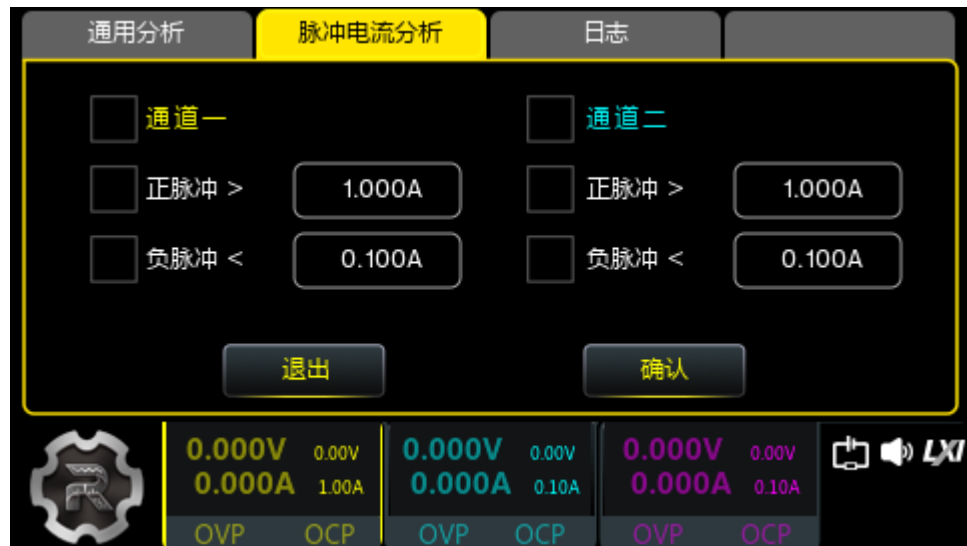 通用分析 脉冲电流分析 日志
通道一 通道二
正脉冲 > 1.000A 正脉冲 > 1.000A
负脉冲 < 0.100A 负脉冲 < 0.100A
退出 确认
0.000V 0.00V 0.000V 0.00V 0.000V 0.00V LXI
0.000A 1.00A 0.000A 0.10A 0.000A 0.10A
OVP OCP OVP OCP OVP OCP